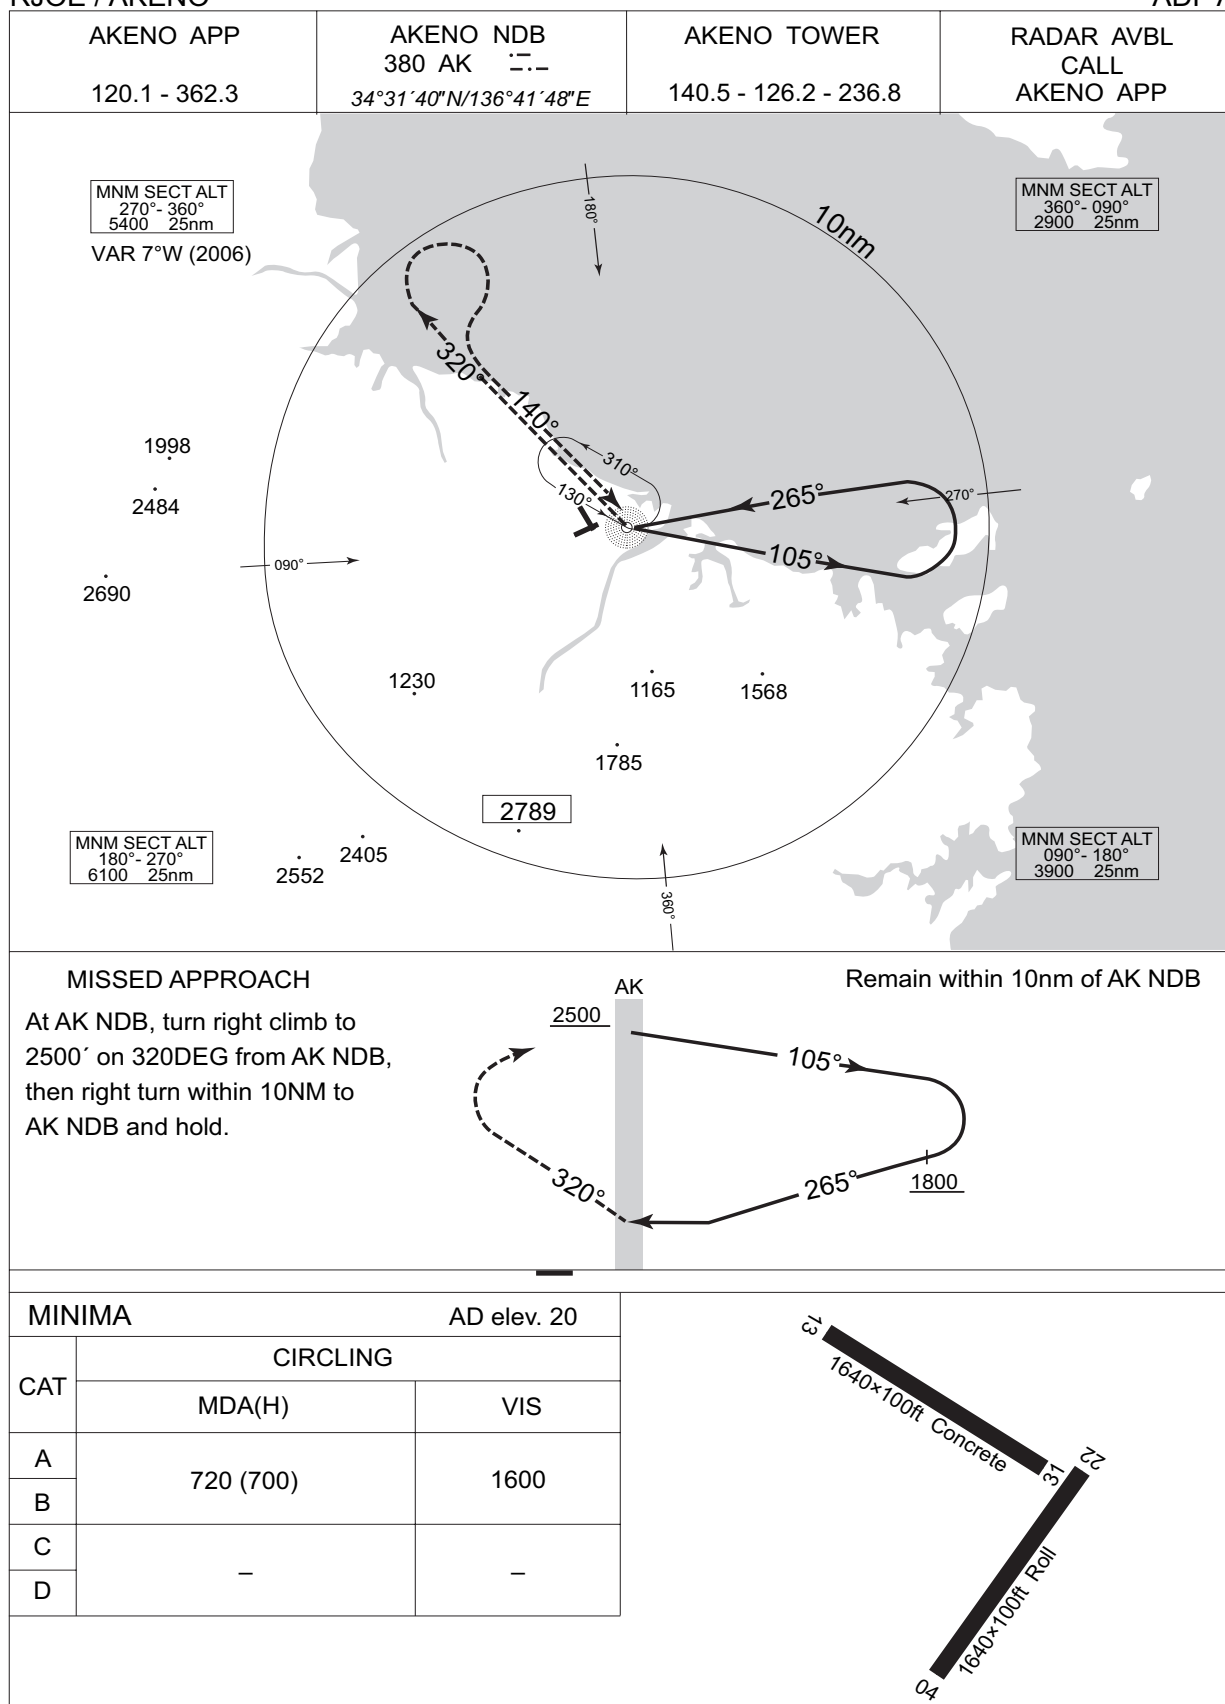 RJOE / AKENO
AKENO APP
120.1 - 362.3
AKENO NDB
380 AK
34°31´40"N/136°41´48"E
AKENO TOWER
140.5 - 126.2 - 236.8
RADAR AVBL
CALL
AKENO APP
MNM SECT ALT
270°- 360°
5400 25nm
VAR 7°W (2006)
MNM SECT ALT
360°- 090°
2900 25nm
180°
10nm
320°
140°
310°
130°
265°
270°
105°
090°
1998
2484
2690
1230
1165
1568
1785
2789
2405
2552
360°
MNM SECT ALT
180°- 270°
6100 25nm
MNM SECT ALT
090°- 180°
3900 25nm
MISSED APPROACH
At AK NDB, turn right climb to
2500´ on 320DEG from AK NDB,
then right turn within 10NM to
AK NDB and hold.
AK
Remain within 10nm of AK NDB
2500
105°
320°
265°
1800
MINIMA
AD elev. 20
CAT
CIRCLING
MDA(H)
VIS
A
B
720 (700)
1600
C
D
–
–
13
1640×100ft Concrete
31
22
1640×100ft Roll
04